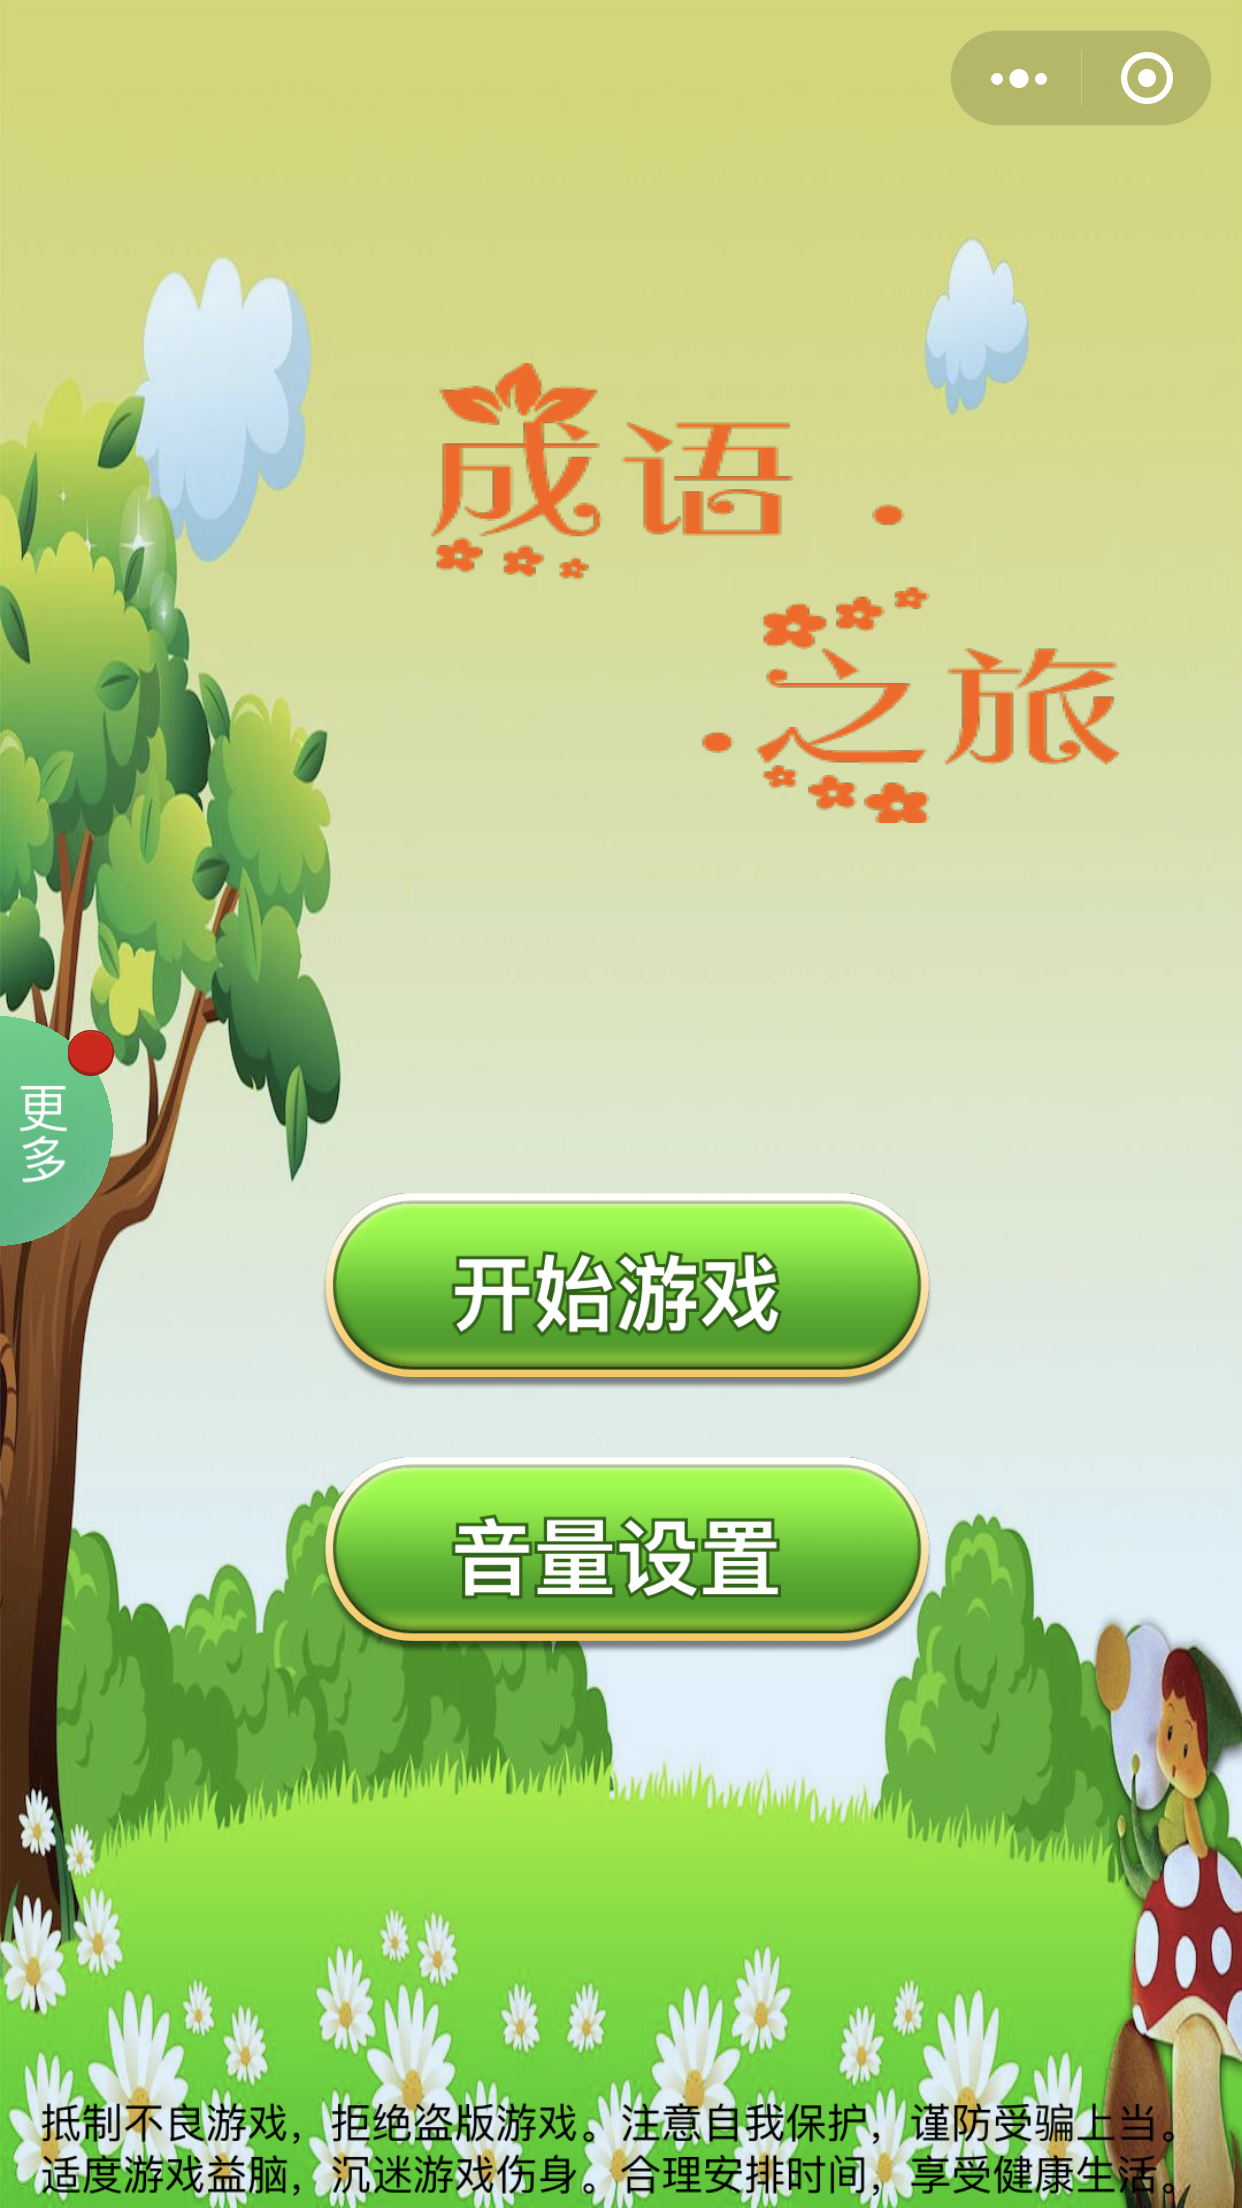 成语
之旅
更多
开始游戏
音量设置
抵制不良游戏，拒绝盗版游戏。注意自我保护，谨防受骗上当。
适度游戏益脑，沉迷游戏伤身。合理安排时间，享受健康生活。